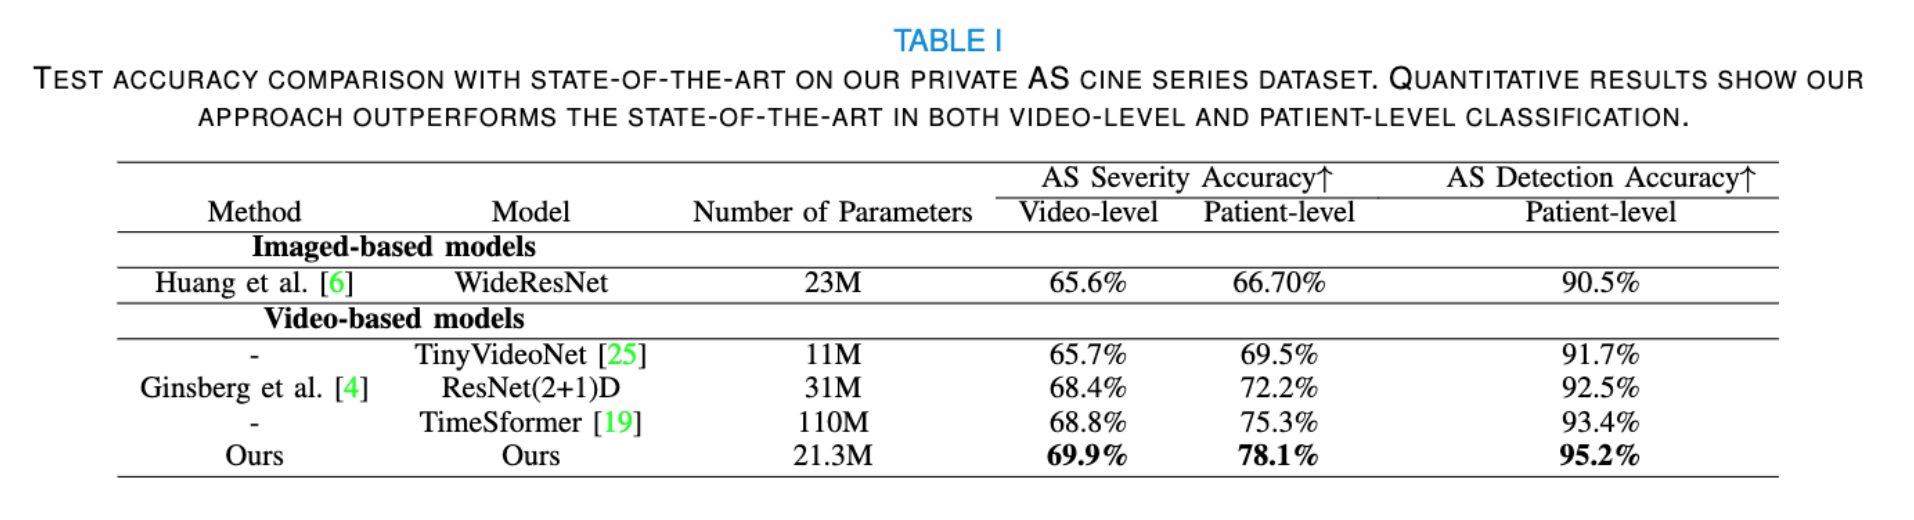 TABLE I
TEST ACCURACY COMPARISON WITH STATE-OF-THE-ART ON OUR PRIVATE AS CINE SERIES DATASET. QUANTITATIVE RESULTS SHOW OUR
APPROACH OUTPERFORMS THE STATE-OF-THE-ART IN BOTH VIDEO-LEVEL AND PATIENT-LEVEL CLASSIFICATION.
AS Severity Accuracy↑ AS Detection Accuracy↑
Method Model Number of Parameters Video-level Patient-level Patient-level
Imaged-based models
Huang et al. [6] WideResNet 23M 65.6% 66.70% 90.5%
Video-based models
- TinyVideoNet [25] 11M 65.7% 69.5% 91.7%
Ginsberg et al. [4] ResNet(2+1)D 31M 68.4% 72.2% 92.5%
- TimeSformer [19] 110M 68.8% 75.3% 93.4%
Ours Ours 21.3M 69.9% 78.1% 95.2%